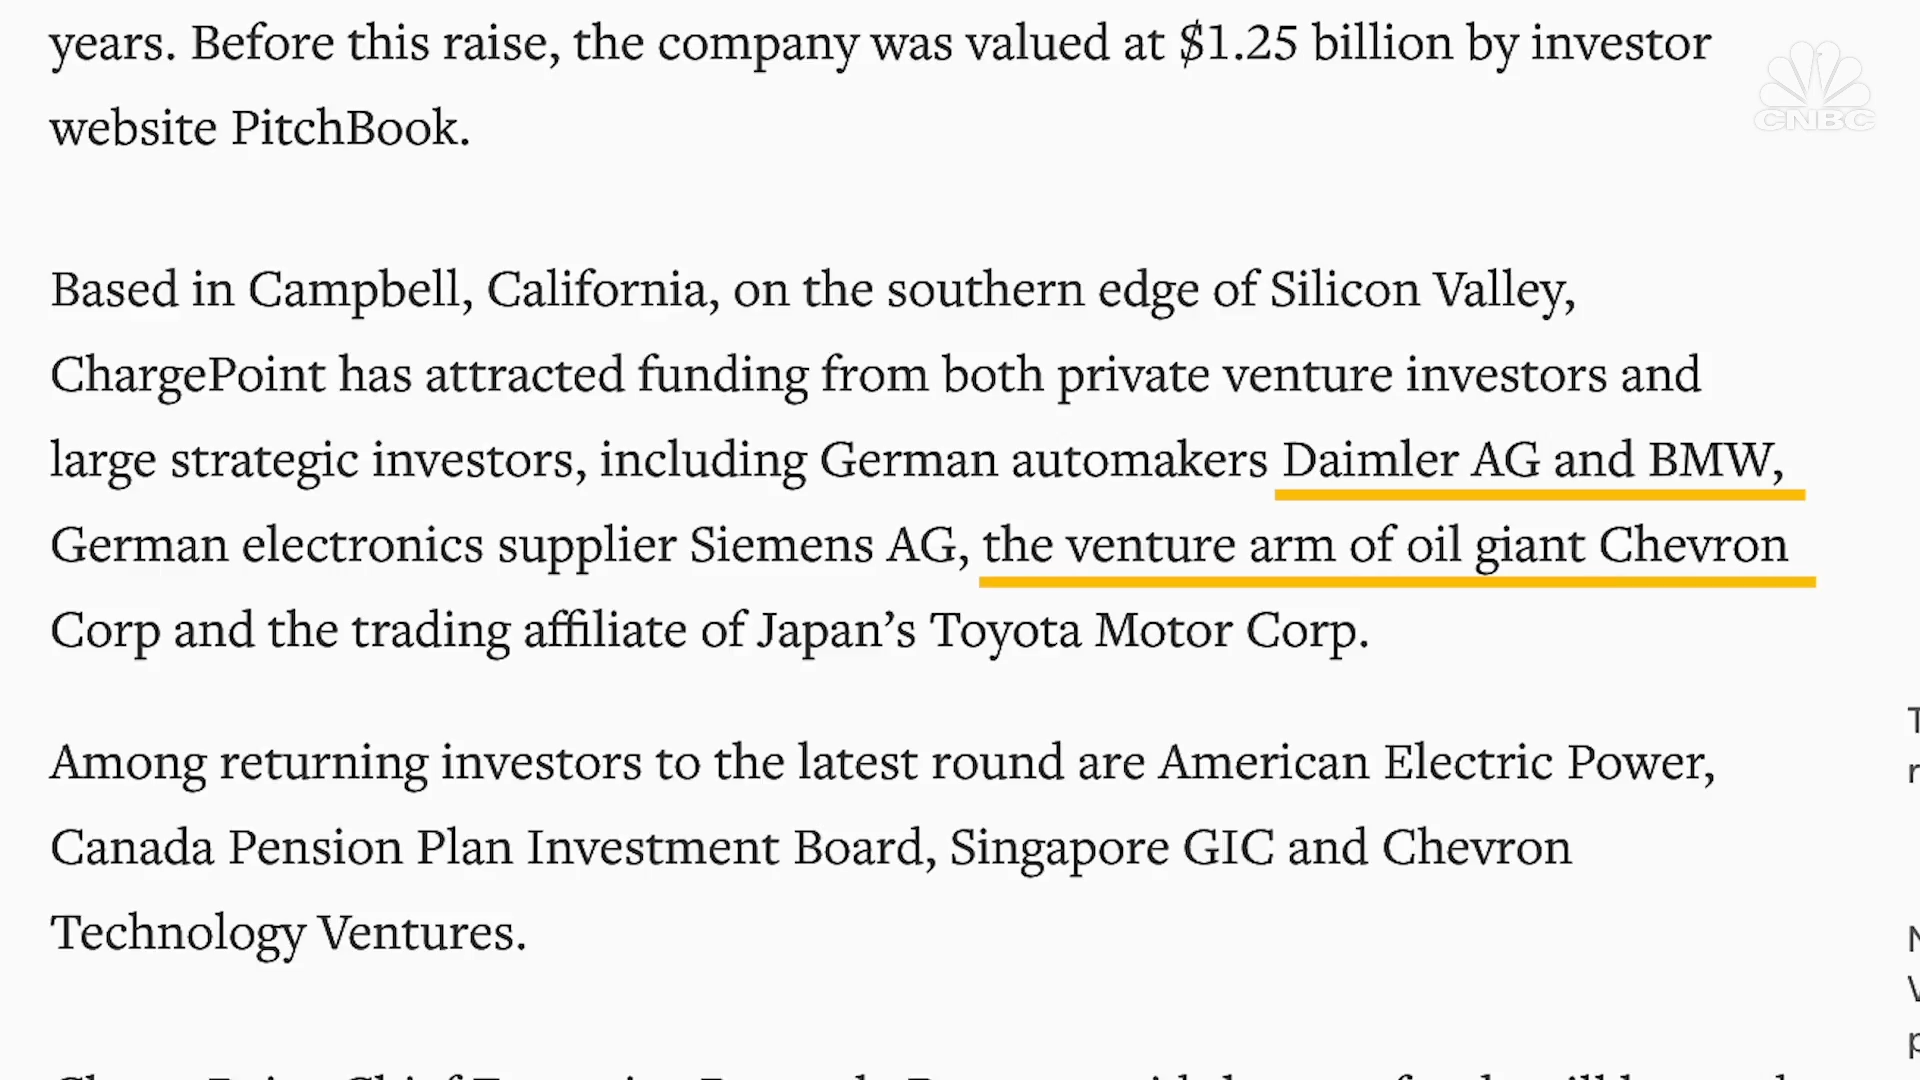 years. Before this raise, the company was valued at $1.25 billion by investor
website PitchBook.
CNBC
Based in Campbell, California, on the southern edge of Silicon Valley,
ChargePoint has attracted funding from both private venture investors and
large strategic investors, including German automakers Daimler AG and BMW,
German electronics supplier Siemens AG, the venture arm of oil giant Chevron
Corp and the trading affiliate of Japan’s Toyota Motor Corp.
Among returning investors to the latest round are American Electric Power,
Canada Pension Plan Investment Board, Singapore GIC and Chevron
Technology Ventures.